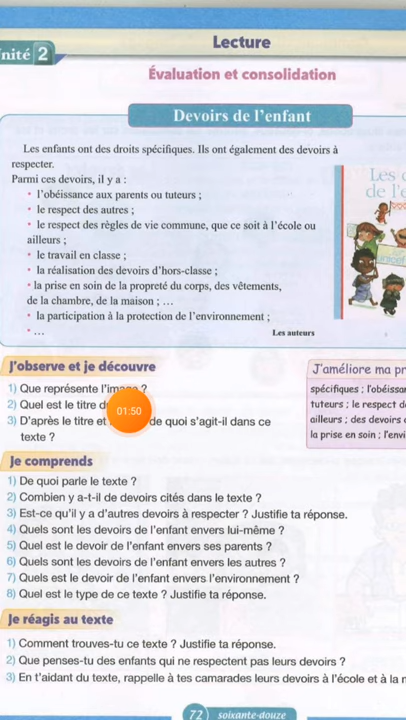 nité 2
Lecture
Évaluation et consolidation
Devoirs de l'enfant
Les enfants ont des droits spécifiques. Ils ont également des devoirs à
respecter.
Parmi ces devoirs, il y a :
• l'obéissance aux parents ou tuteurs ;
• le respect des autres ;
• le respect des règles de vie commune, que ce soit à l'école ou
ailleurs ;
• le travail en classe ;
• la réalisation des devoirs d'hors-classe ;
• la prise en soin de la propreté du corps, des vêtements,
de la chambre, de la maison ; ...
• la participation à la protection de l'environnement ;
• ...
Les auteurs
Les
de l'e
unicef
J'observe et je découvre
1) Que représente l'image ?
2) Quel est le titre
3) D'après le titre et de quoi s'agit-il dans ce
texte ?
01:50
J'améliore ma pr
spécifiques ; l'obéissan
tuteurs ; le respect d
ailleurs ; des devoirs
la prise en soin ; l'envi
Je comprends
1) De quoi parle le texte ?
2) Combien y a-t-il de devoirs cités dans le texte ?
3) Est-ce qu'il y a d'autres devoirs à respecter ? Justifie ta réponse.
4) Quels sont les devoirs de l'enfant envers lui-même ?
5) Quel est le devoir de l'enfant envers ses parents ?
6) Quels sont les devoirs de l'enfant envers les autres ?
7) Quels est le devoir de l'enfant envers l'environnement ?
8) Quel est le type de ce texte ? Justifie ta réponse.
Je réagis au texte
1) Comment trouves-tu ce texte ? Justifie ta réponse.
2) Que penses-tu des enfants qui ne respectent pas leurs devoirs ?
3) En t'aidant du texte, rappelle à tes camarades leurs devoirs à l'école et à la
72 soixante-douze